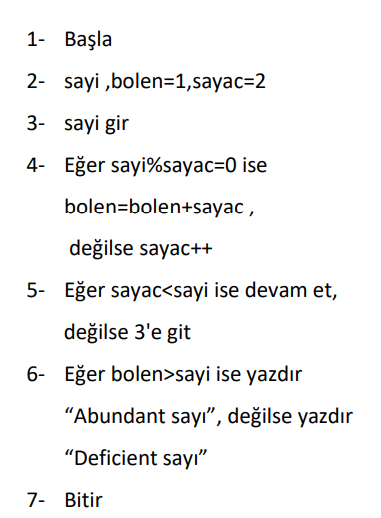 1- Başla
2- sayi ,bolen=1,sayac=2
3- sayi gir
4- Eğer sayi%sayac=0 ise
bolen=bolen+sayac ,
değilse sayac++
5- Eğer sayac<sayi ise devam et,
değilse 3'e git
6- Eğer bolen>sayi ise yazdır
“Abundant sayı”, değilse yazdır
“Deficient sayı”
7- Bitir